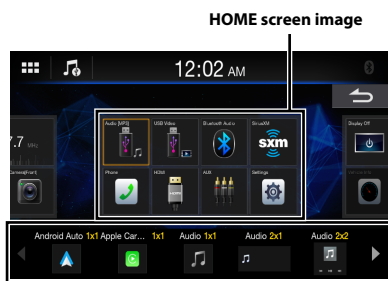 HOME screen image
12:02 AM
Audio [MP3]
USB Video
Bluetooth Audio
SiriusXM
Display Off
7.7 MHz
sxm
Camera(Front)
Phone
HDMI
AUX
Settings
Android Auto 1x1 Apple Car... 1x1 Audio 1x1 Audio 2x1 Audio 2x2